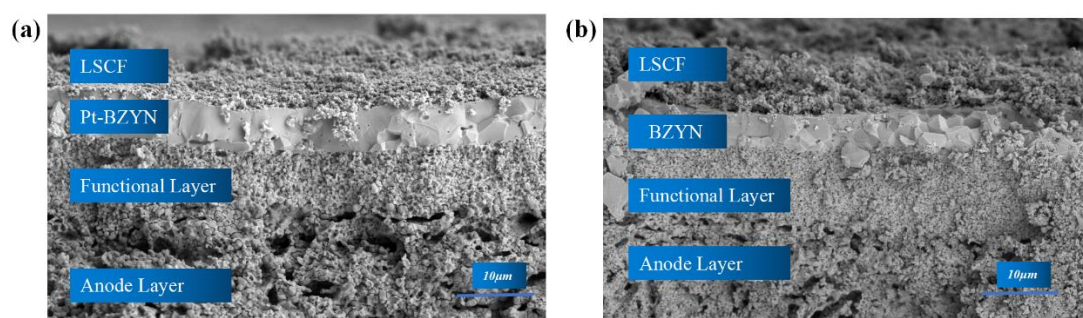 (a)
LSCF
Pt-BZYN
Functional Layer
Anode Layer
10μm
(b)
LSCF
BZYN
Functional Layer
Anode Layer
10μm